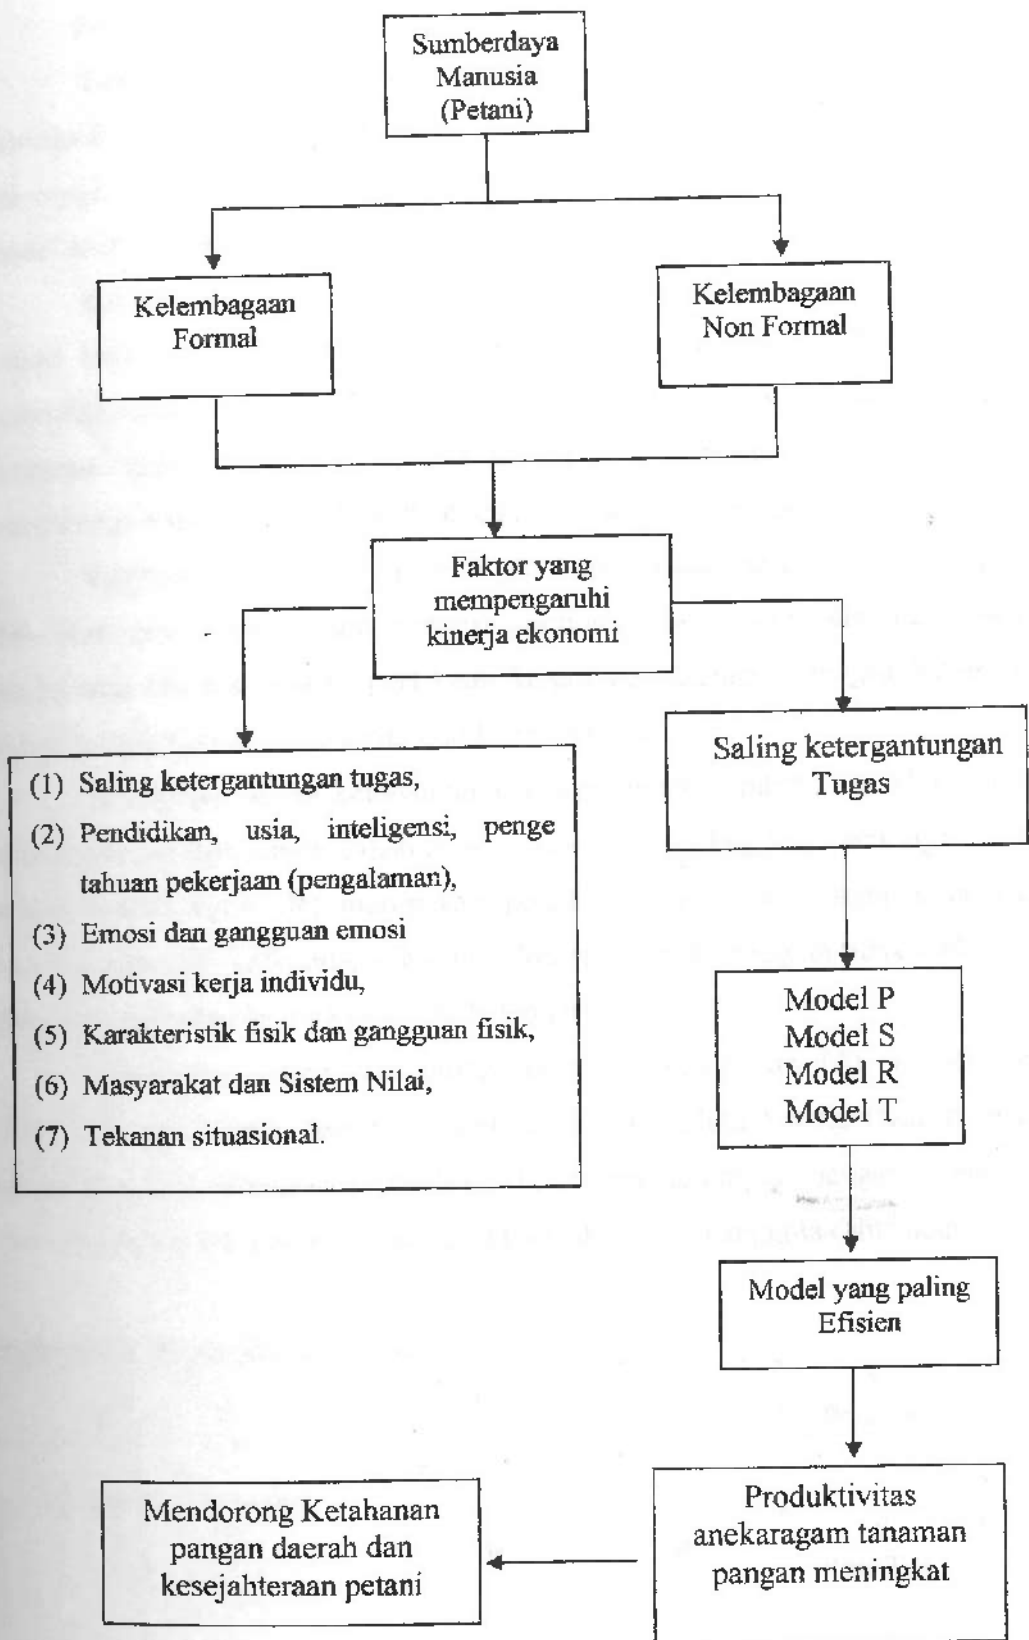 Sumberdaya
Manusia
(Petani)
Kelembagaan
Formal
Kelembagaan
Non Formal
Faktor yang
mempengaruhi
kinerja ekonomi
(1) Saling ketergantungan tugas,
(2) Pendidikan, usia, inteligensi, penge
tahuan pekerjaan (pengalaman),
(3) Emosi dan gangguan emosi
(4) Motivasi kerja individu,
(5) Karakteristik fisik dan gangguan fisik,
(6) Masyarakat dan Sistem Nilai,
(7) Tekanan situasional.
Saling ketergantungan
Tugas
Model P
Model S
Model R
Model T
Model yang paling
Efisien
Produktivitas
anekaragam tanaman
pangan meningkat
Mendorong Ketahanan
pangan daerah dan
kesejahteraan petani